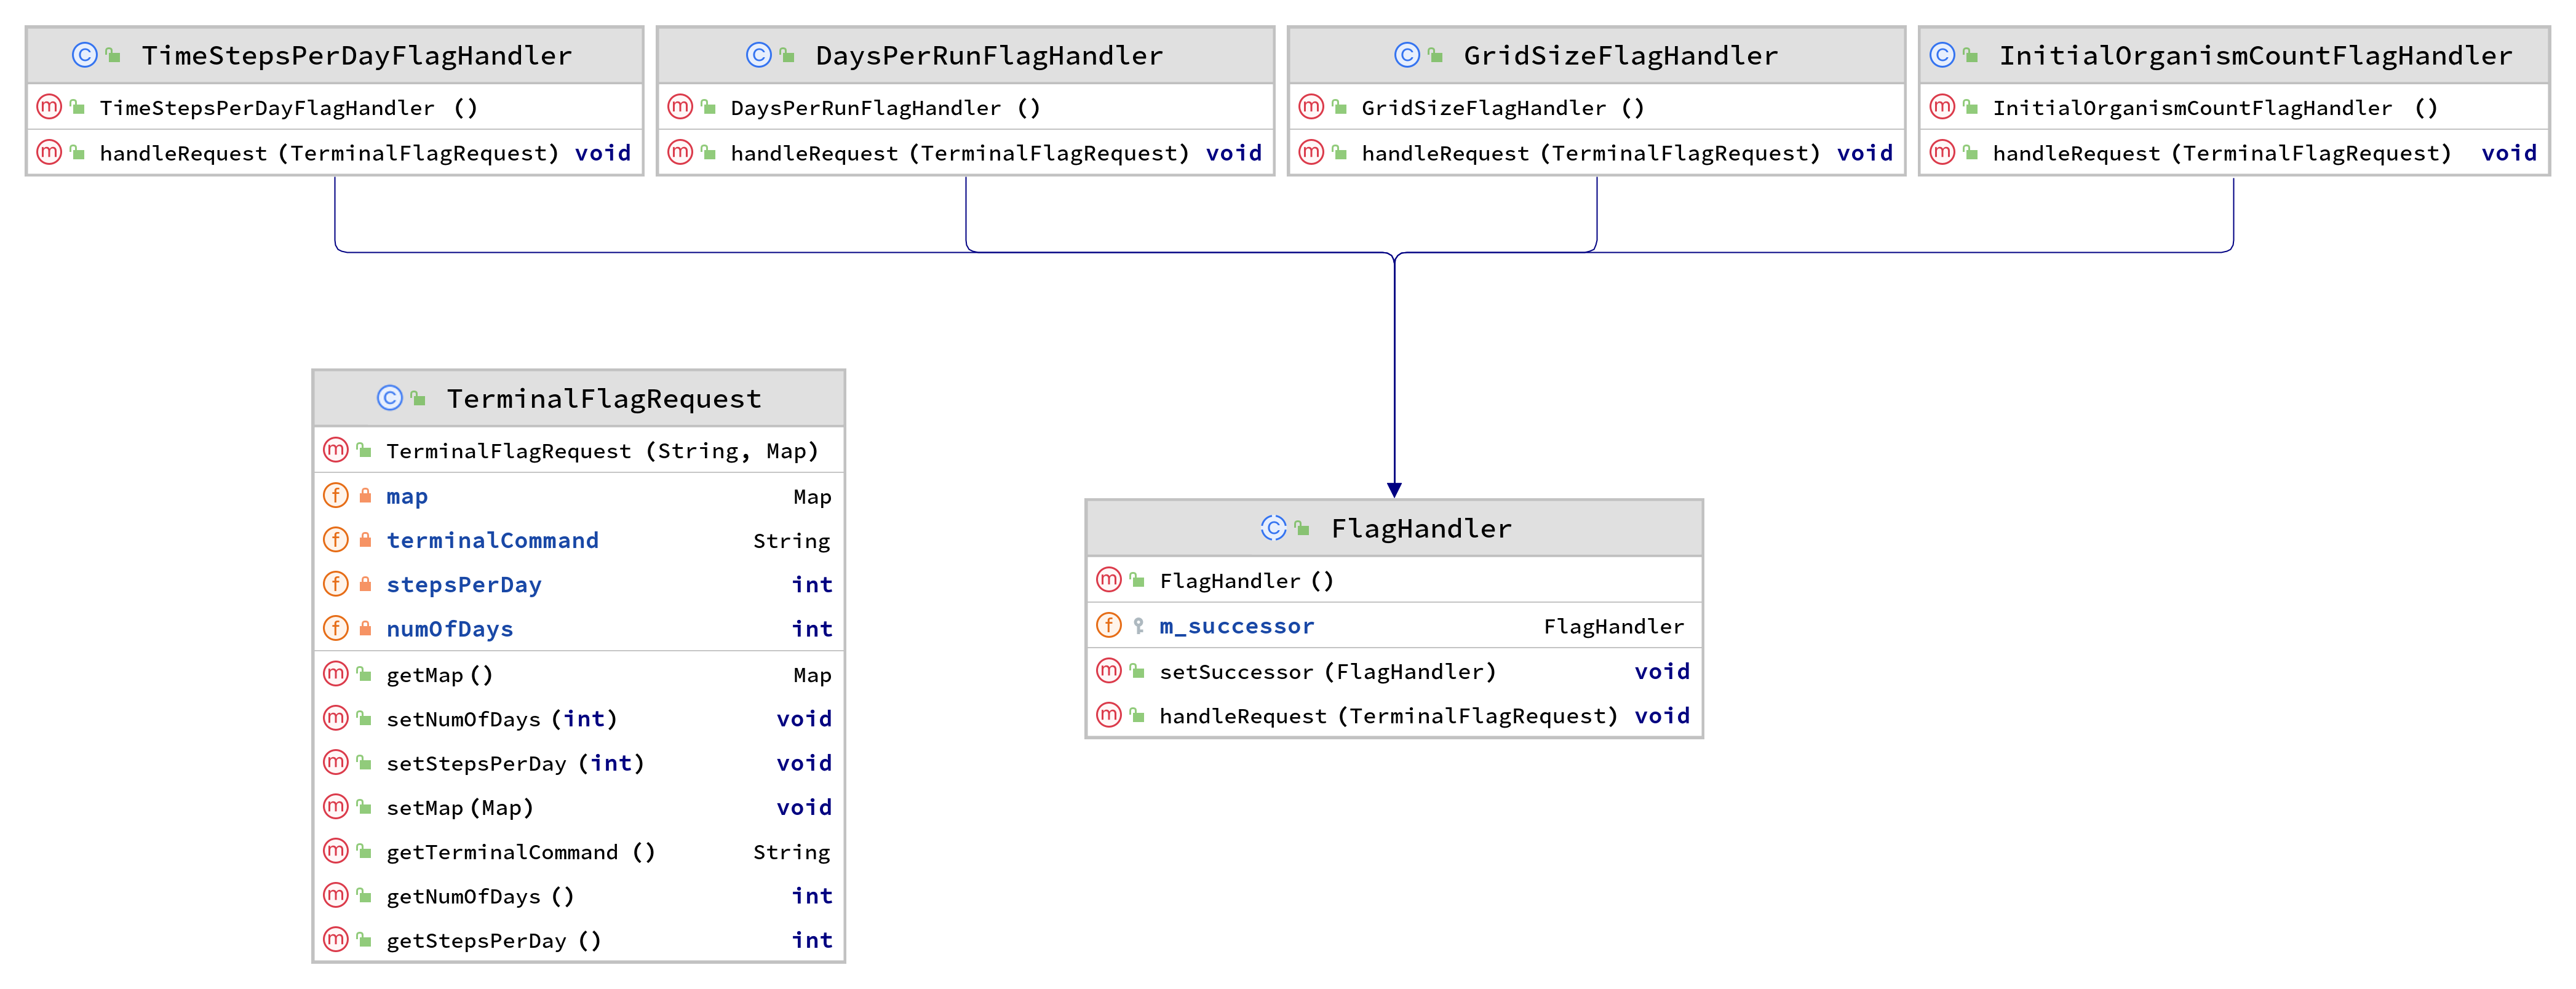 TimeStepsPerDayFlagHandler
TimeStepsPerDayFlagHandler ()
handleRequest (TerminalFlagRequest) void
DaysPerRunFlagHandler
DaysPerRunFlagHandler ()
handleRequest (TerminalFlagRequest) void
GridSizeFlagHandler
GridSizeFlagHandler ()
handleRequest (TerminalFlagRequest) void
InitialOrganismCountFlagHandler
InitialOrganismCountFlagHandler ()
handleRequest (TerminalFlagRequest) void
TerminalFlagRequest
TerminalFlagRequest (String, Map)
map Map
terminalCommand String
stepsPerDay int
numOfDays int
getMap () Map
setNumOfDays (int) void
setStepsPerDay (int) void
setMap (Map) void
getTerminalCommand () String
getNumOfDays () int
getStepsPerDay () int
FlagHandler
FlagHandler ()
m_successor FlagHandler
setSuccessor (FlagHandler) void
handleRequest (TerminalFlagRequest) void